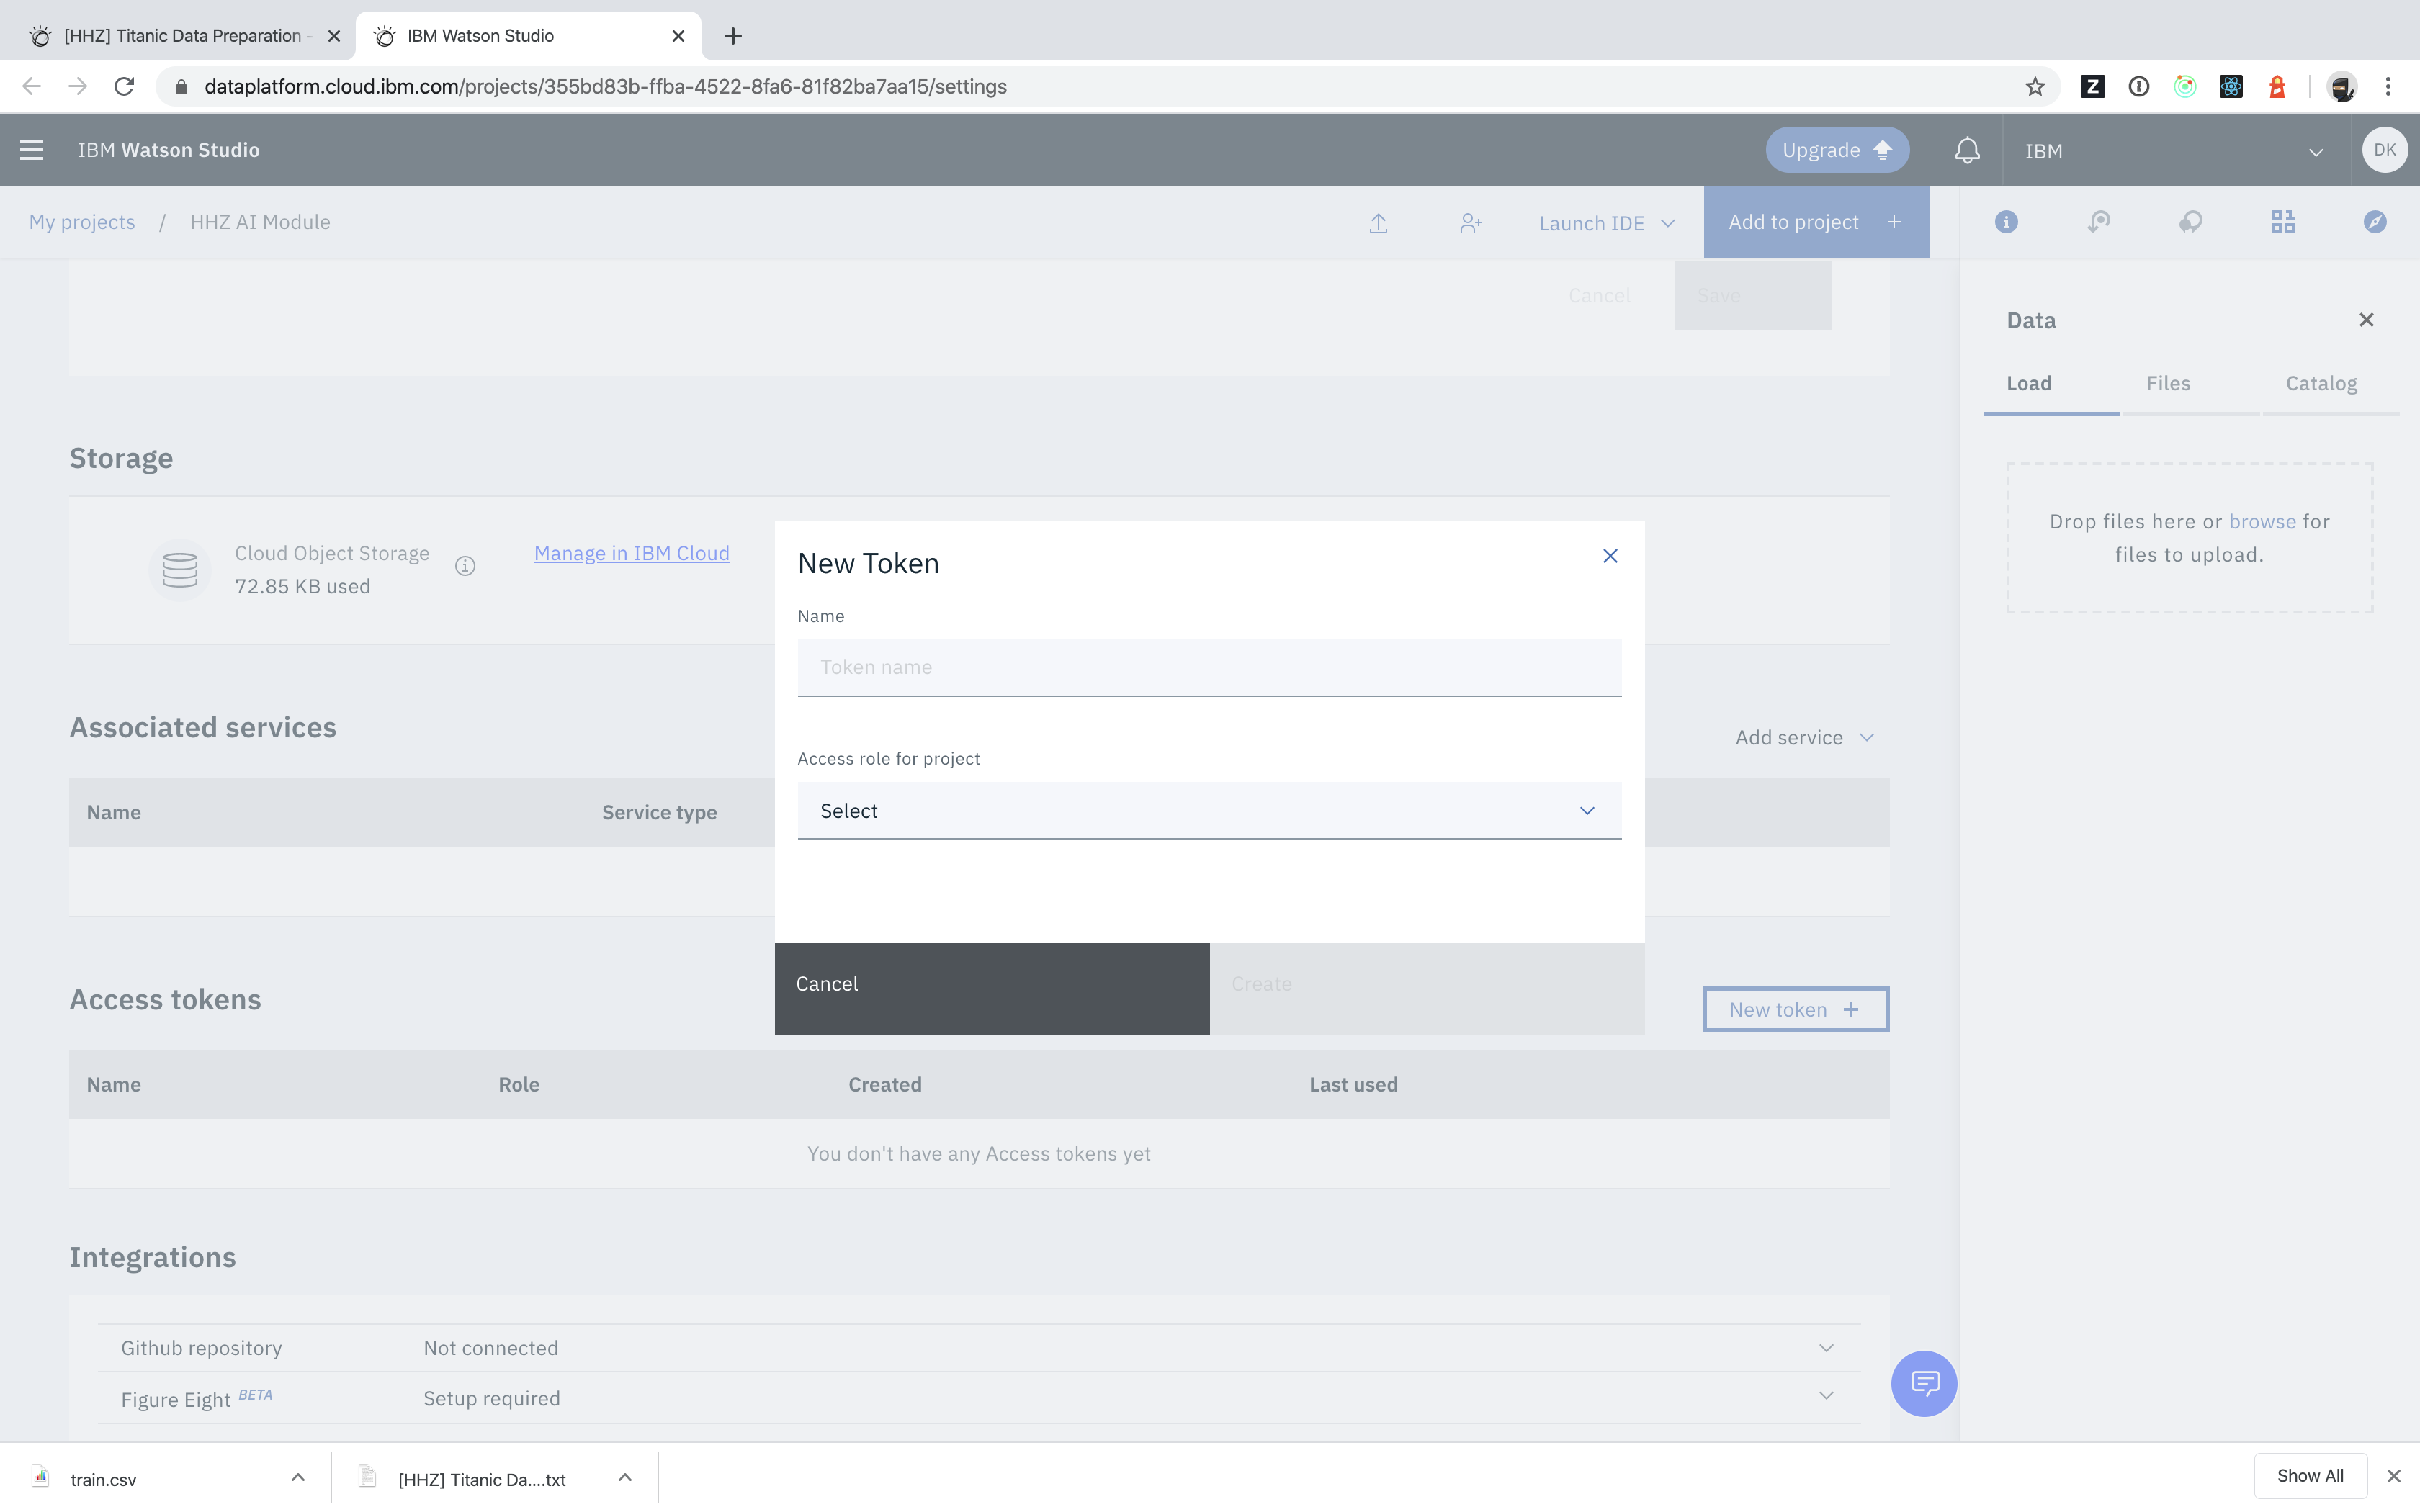 [HHZ] Titanic Data Preparation -
IBM Watson Studio
dataplatform.cloud.ibm.com/projects/355bd83b-ffba-4522-8fa6-81f82ba7aa15/settings
IBM Watson Studio
Upgrade
IBM
DK
My projects / HHZ AI Module
Launch IDE
Add to project +
Cancel
Save
Data
Load
Files
Catalog
Drop files here or browse for
files to upload.
Storage
Cloud Object Storage
72.85 KB used
Manage in IBM Cloud
New Token
Name
Token name
Access role for project
Select
Cancel
Create
Associated services
Add service
Name
Service type
Access tokens
New token +
Name
Role
Created
Last used
You don't have any Access tokens yet
Integrations
Github repository
Not connected
Figure Eight BETA
Setup required
train.csv
[HHZ] Titanic Da....txt
Show All